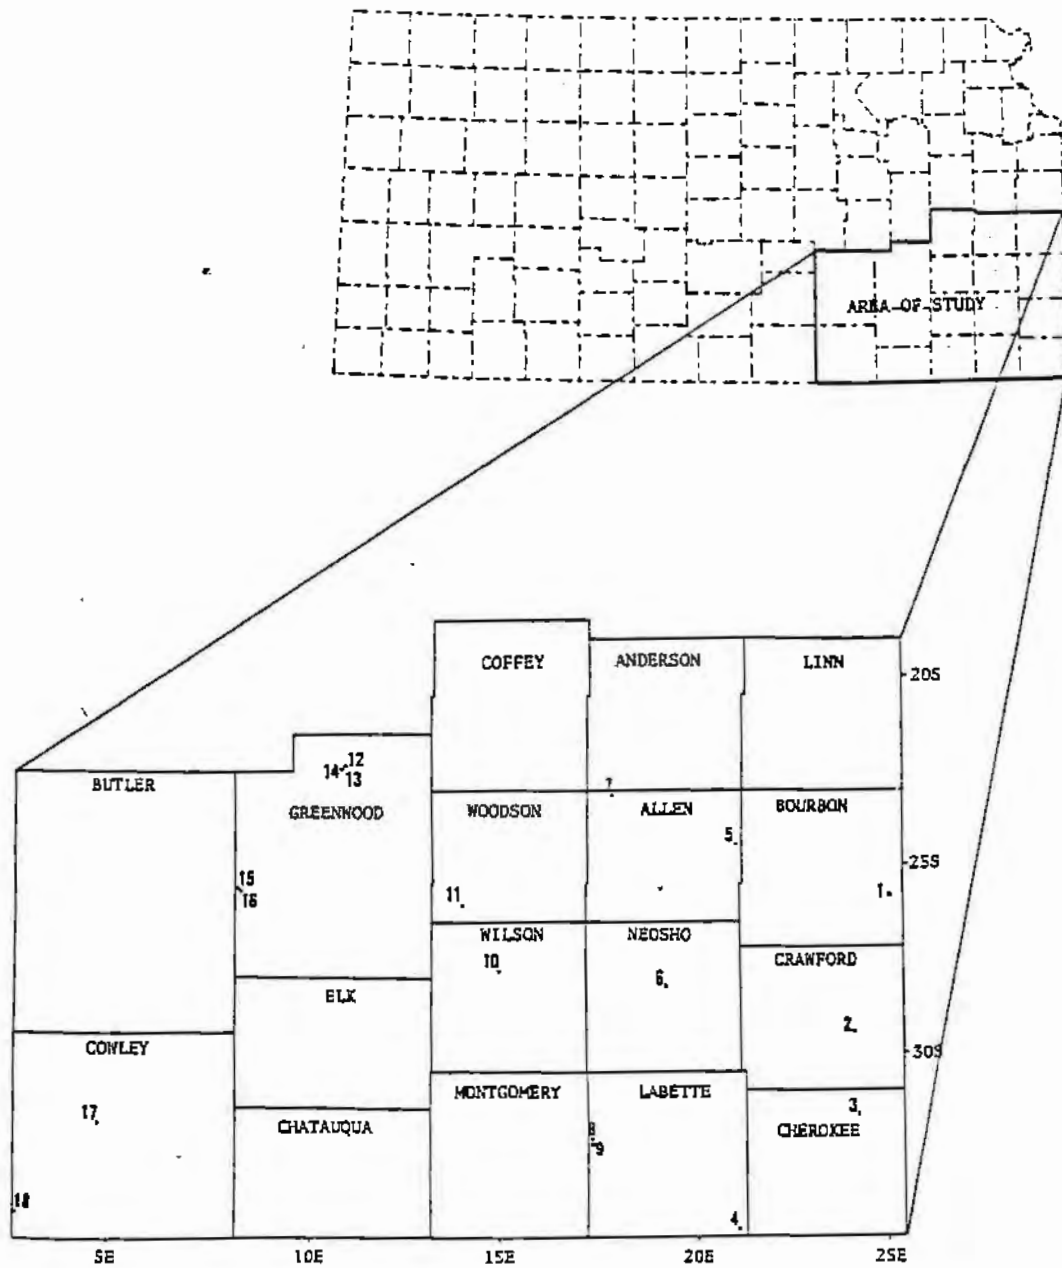 AREA-OF-STUDY
COFFEY
ANDERSON
LINN
20S
12
14
13
7
BUTLER
GREENWOOD
WOODSON
ALLEN
BOURBON
5
25S
15
16
11
1
WILSON
NEOSHO
CRAWFORD
10
6
ELK
2
30S
COWLEY
MONTGOMERY
LABETTE
17
3
CHATAUQUA
8
9
CHEROKEE
18
4
5E
10E
15E
20E
25E